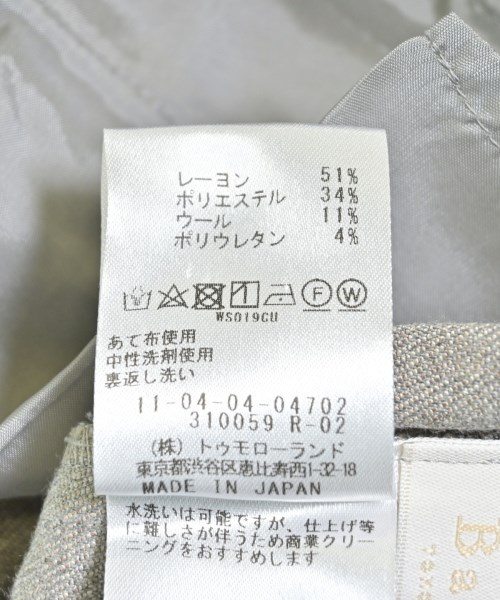 レーヨン 51%
ポリエステル 34%
ウール 11%
ポリウレタン 4%
F W
WS019CU
あて布使用
中性洗剤使用
裏返し洗い
11-04-04-04702
310059 R-02
(株) トゥモローランド
東京都渋谷区恵比寿西1-32-18
MADE IN JAPAN
水洗いは可能ですが、仕上げ等
に難しさが伴うため商業クリー
ニングをおすすめします